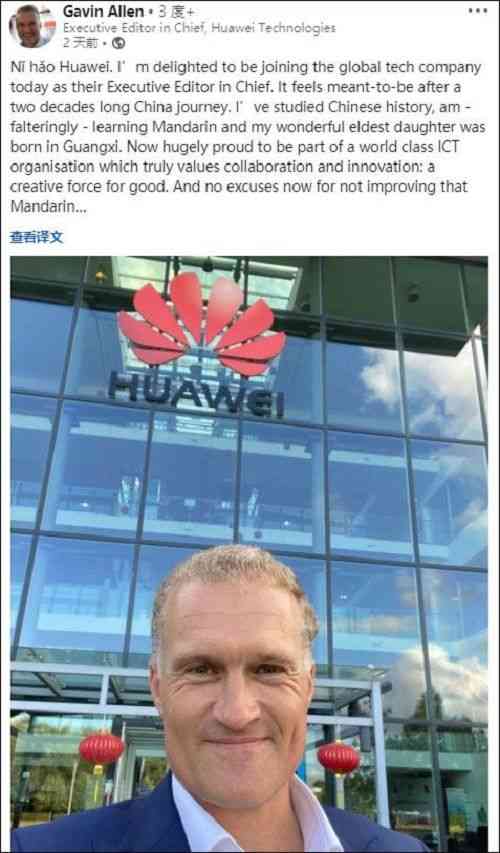 Gavin Allen • 3 度+
Executive Editor in Chief, Huawei Technologies
2 天前 •
Nǐ hǎo Huawei. I'm delighted to be joining the global tech company
today as their Executive Editor in Chief. It feels meant-to-be after a
two decades long China journey. I've studied Chinese history, am -
falteringly - learning Mandarin and my wonderful eldest daughter was
born in Guangxi. Now hugely proud to be part of a world class ICT
organisation which truly values collaboration and innovation: a
creative force for good. And no excuses now for not improving that
Mandarin...
查看译文
HUAWEI